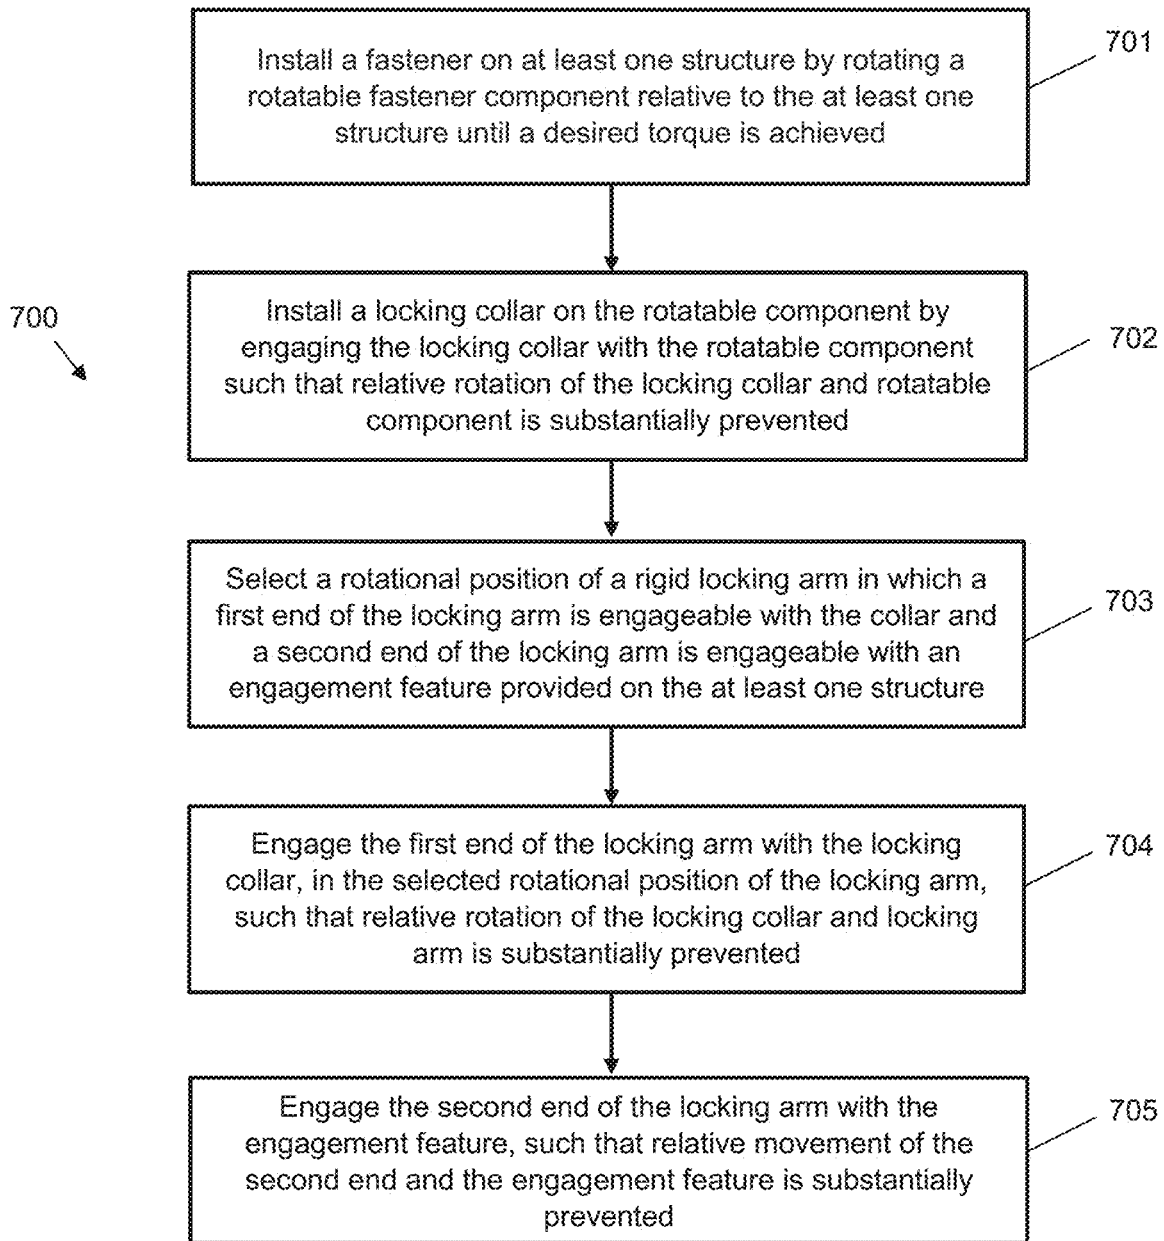 Install a fastener on at least one structure by rotating a
rotatable fastener component relative to the at least one
structure until a desired torque is achieved
701
700
Install a locking collar on the rotatable component by
engaging the locking collar with the rotatable component
such that relative rotation of the locking collar and rotatable
component is substantially prevented
702
Select a rotational position of a rigid locking arm in which a
first end of the locking arm is engageable with the collar and
a second end of the locking arm is engageable with an
engagement feature provided on the at least one structure
703
Engage the first end of the locking arm with the locking
collar, in the selected rotational position of the locking arm,
such that relative rotation of the locking collar and locking
arm is substantially prevented
704
Engage the second end of the locking arm with the
engagement feature, such that relative movement of the
second end and the engagement feature is substantially
prevented
705